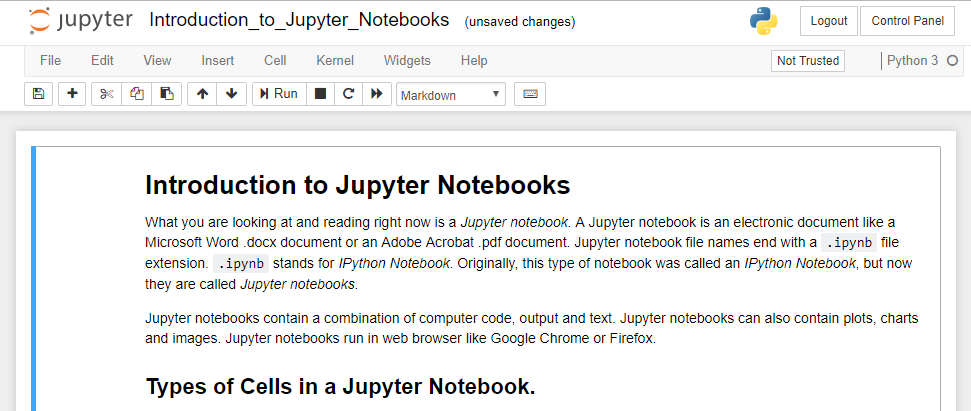 jupyter Introduction_to_Jupyter_Notebooks (unsaved changes) Logout Control Panel
File Edit View Insert Cell Kernel Widgets Help Not Trusted Python 3
Run Markdown
Introduction to Jupyter Notebooks
What you are looking at and reading right now is a Jupyter notebook. A Jupyter notebook is an electronic document like a
Microsoft Word .docx document or an Adobe Acrobat .pdf document. Jupyter notebook file names end with a .ipynb file
extension. .ipynb stands for IPython Notebook. Originally, this type of notebook was called an IPython Notebook, but now
they are called Jupyter notebooks.
Jupyter notebooks contain a combination of computer code, output and text. Jupyter notebooks can also contain plots, charts
and images. Jupyter notebooks run in web browser like Google Chrome or Firefox.
Types of Cells in a Jupyter Notebook.